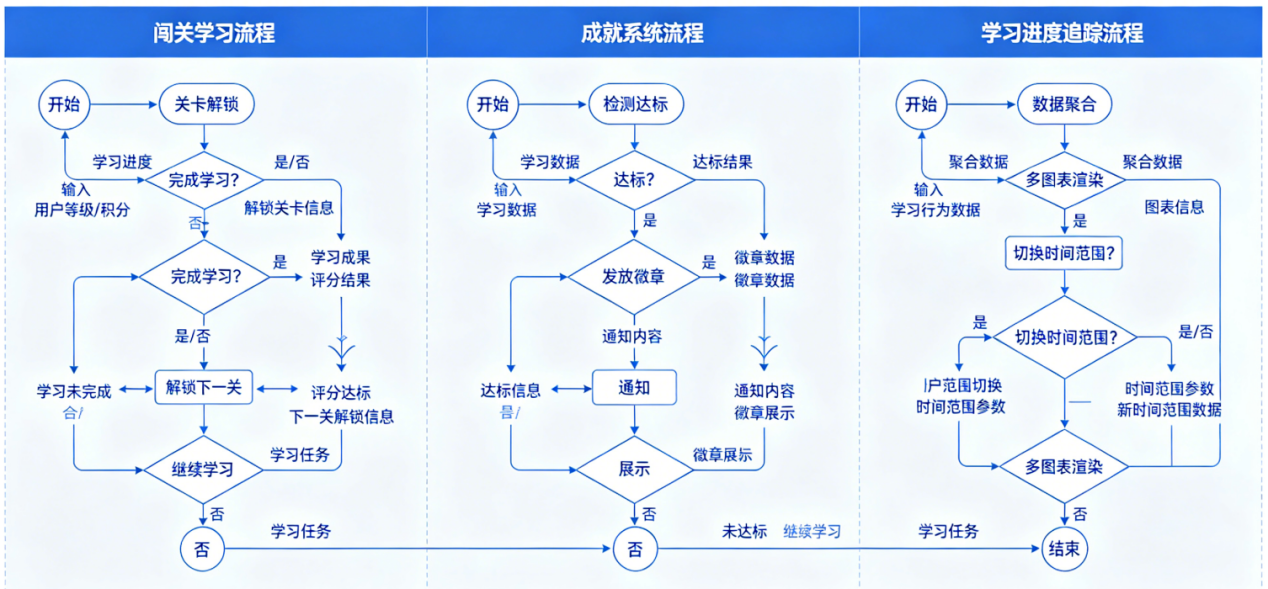 闯关学习流程
开始
关卡解锁
学习进度
是/否
完成学习?
输入
用户等级/积分
解锁关卡信息
否
完成学习?
是
学习成果
评分结果
是/否
学习未完成
解锁下一关
评分达标
下一关解锁信息
合/
继续学习
学习任务
否
否
学习任务
成就系统流程
开始
检测达标
学习数据
达标结果
达标?
输入
学习数据
是
发放徽章
是
徽章数据
徽章数据
通知内容
达标信息
通知
通知内容
徽章展示
展示
徽章展示
否
否
未达标
继续学习
学习进度追踪流程
开始
数据聚合
聚合数据
聚合数据
多图表渲染
输入
学习行为数据
图表信息
是
切换时间范围?
是
切换时间范围?
是/否
户范围切换
时间范围参数
时间范围参数
新时间范围数据
多图表渲染
否
学习任务
结束